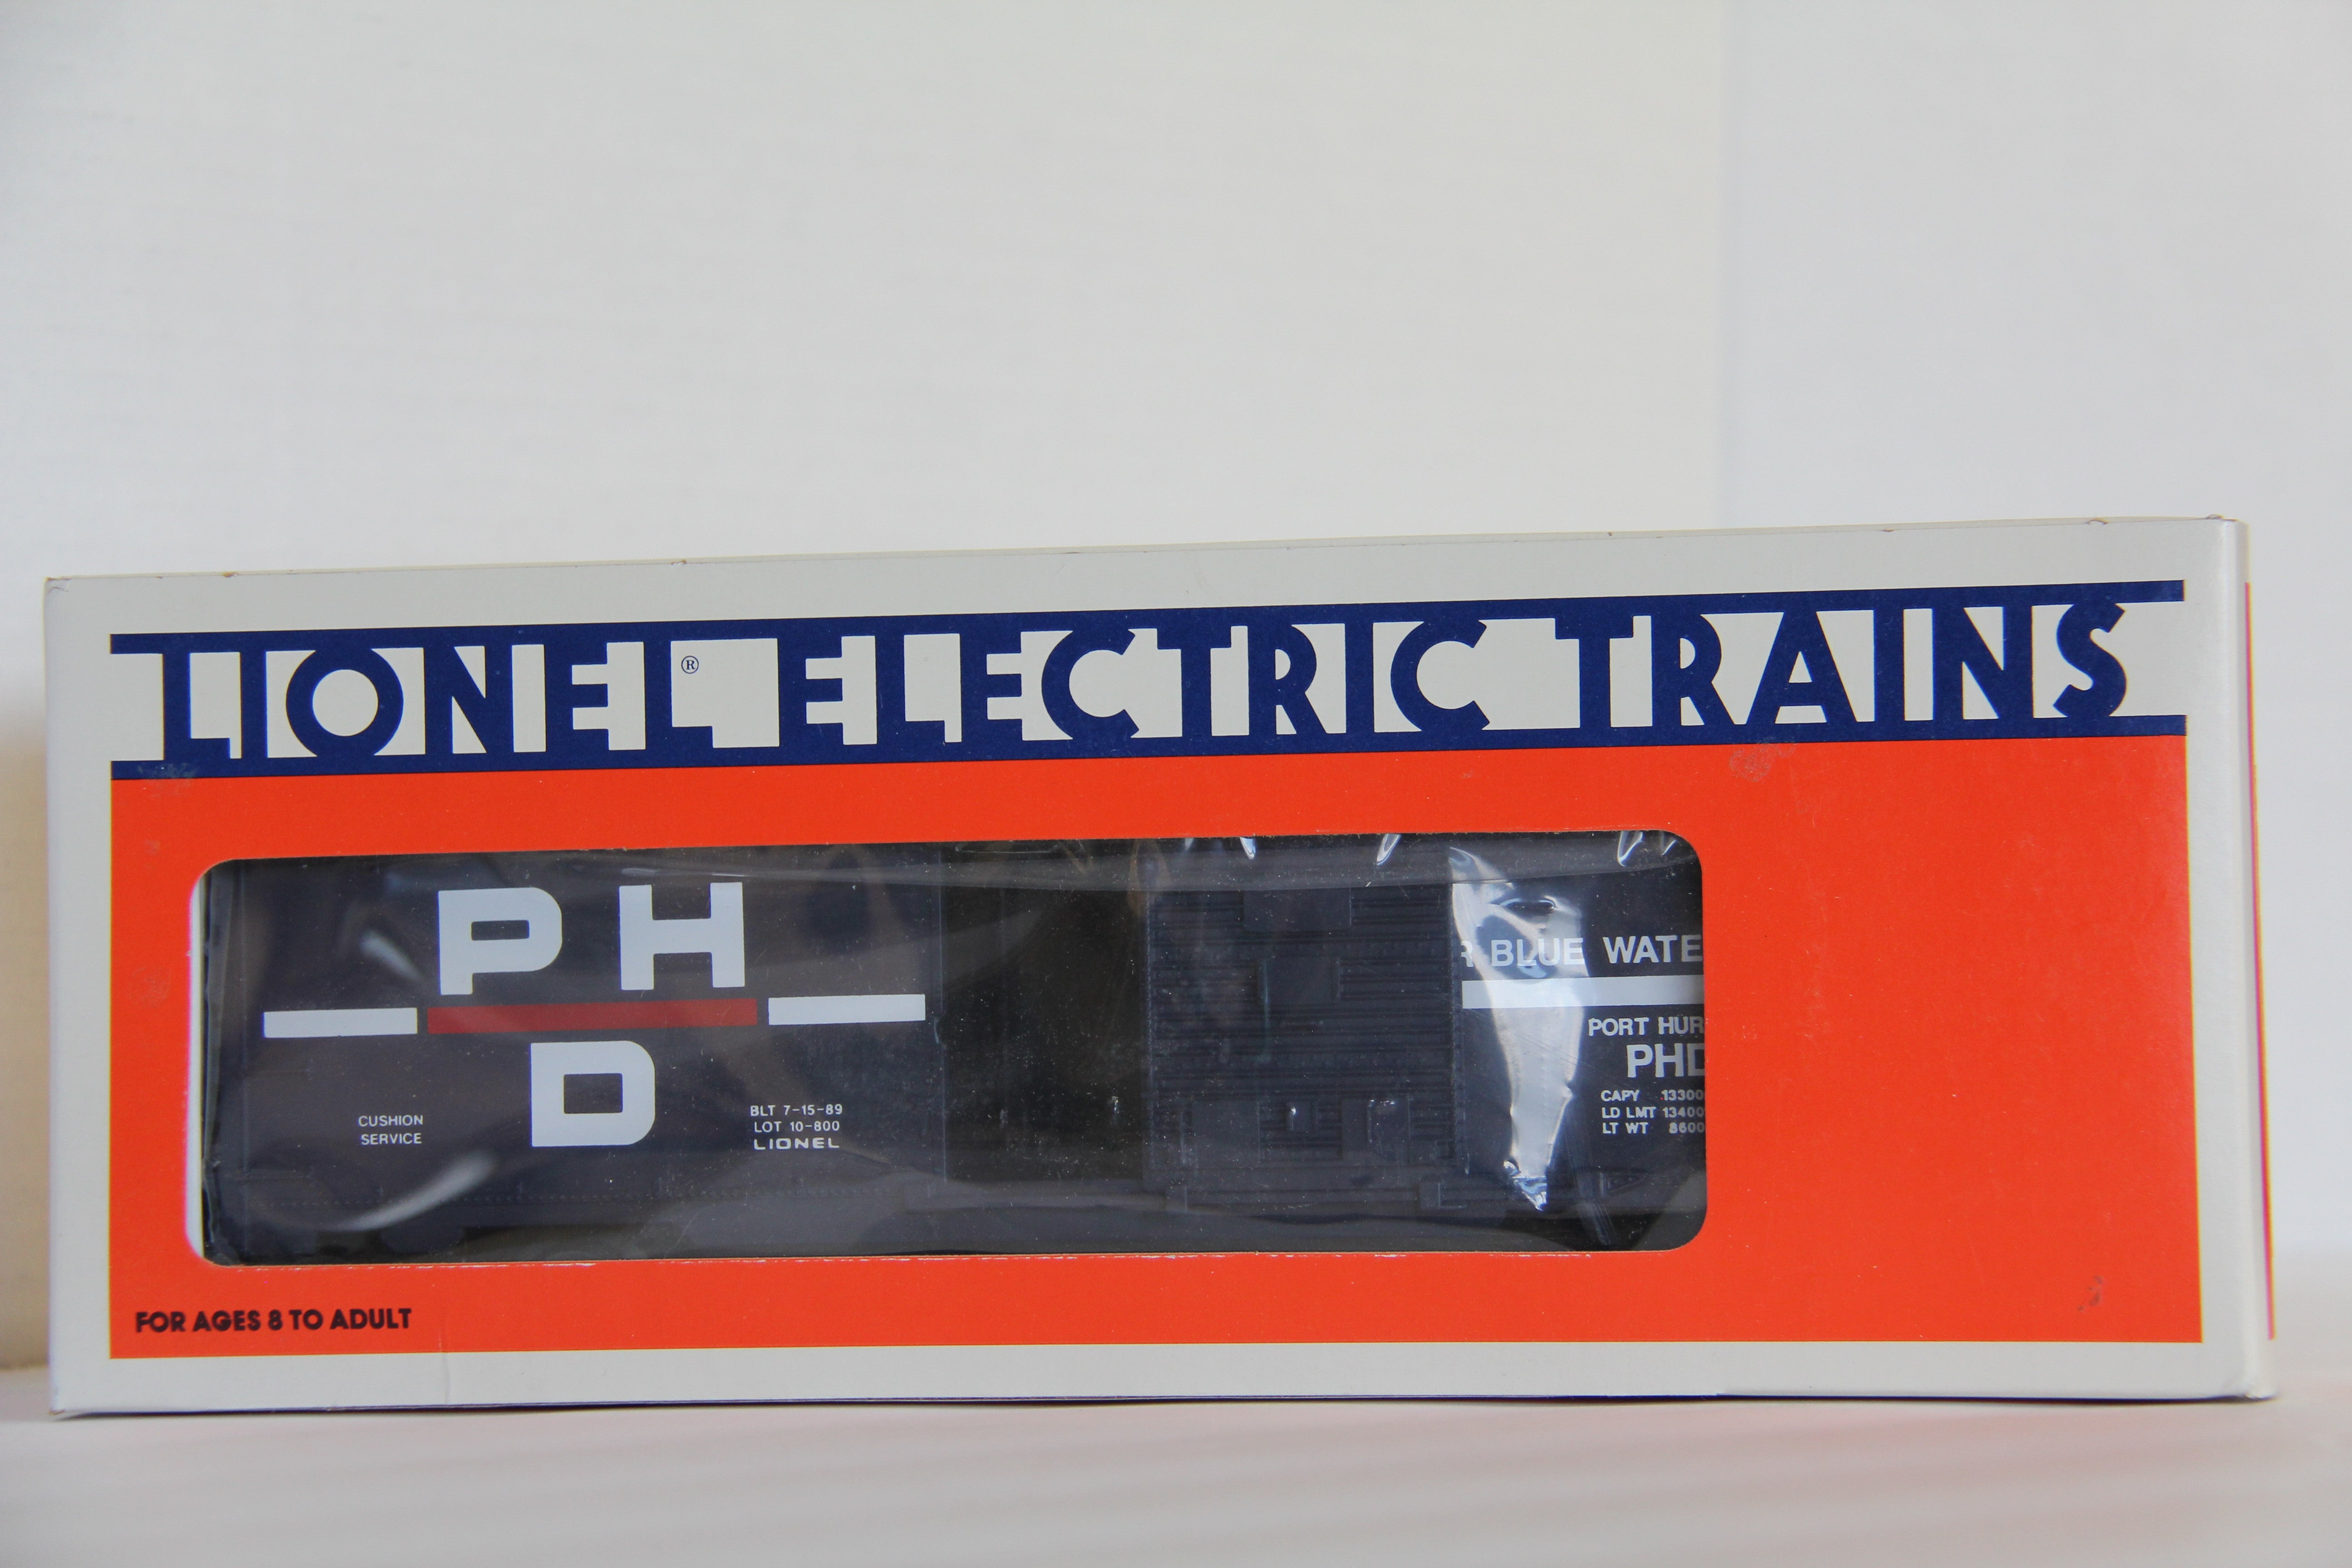 LIONEL® ELECTRIC TRAINS
P H
D
CUSHION
SERVICE
BLT 7-15-89
LOT 10-800
LIONEL
BLUE WATE
PORT HUR
PHD
CAPY 13300
LD LMT 13400
LT WT 8600
FOR AGES 8 TO ADULT